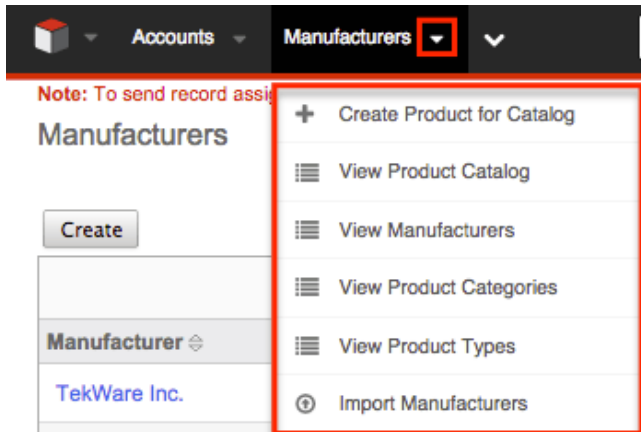 Accounts Manufacturers
Note: To send record assi
Manufacturers
Create
Manufacturer
TekWare Inc.
Create Product for Catalog
View Product Catalog
View Manufacturers
View Product Categories
View Product Types
Import Manufacturers